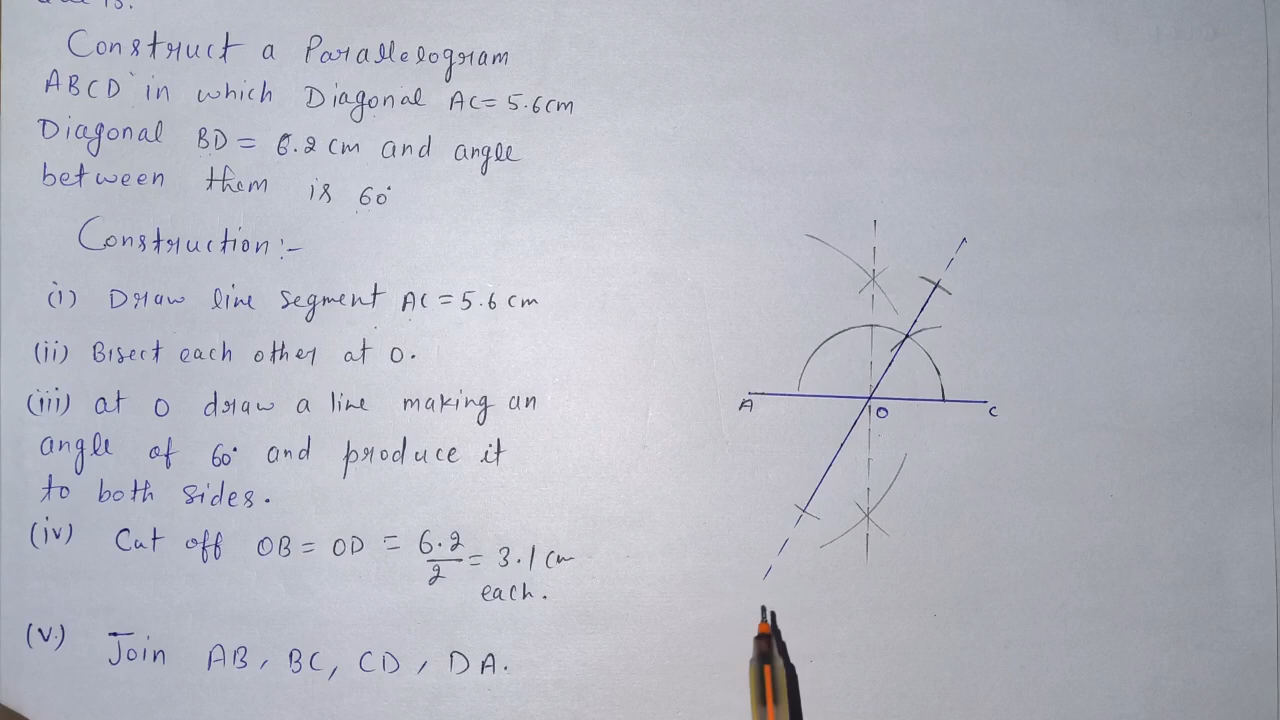 Construct a Parallelogram
ABCD in which Diagonal AC = 5.6 cm
Diagonal BD = 6.2 cm and angle
between them is 60°
Construction :-
(i) Draw line segment AC = 5.6 cm
(ii) Bisect each other at O.
(iii) at O draw a line making an
angle of 60° and produce it
to both sides.
(iv) Cut off OB = OD = 6.2/2 = 3.1 cm
each.
(v.) Join AB, BC, CD, DA.
A O C